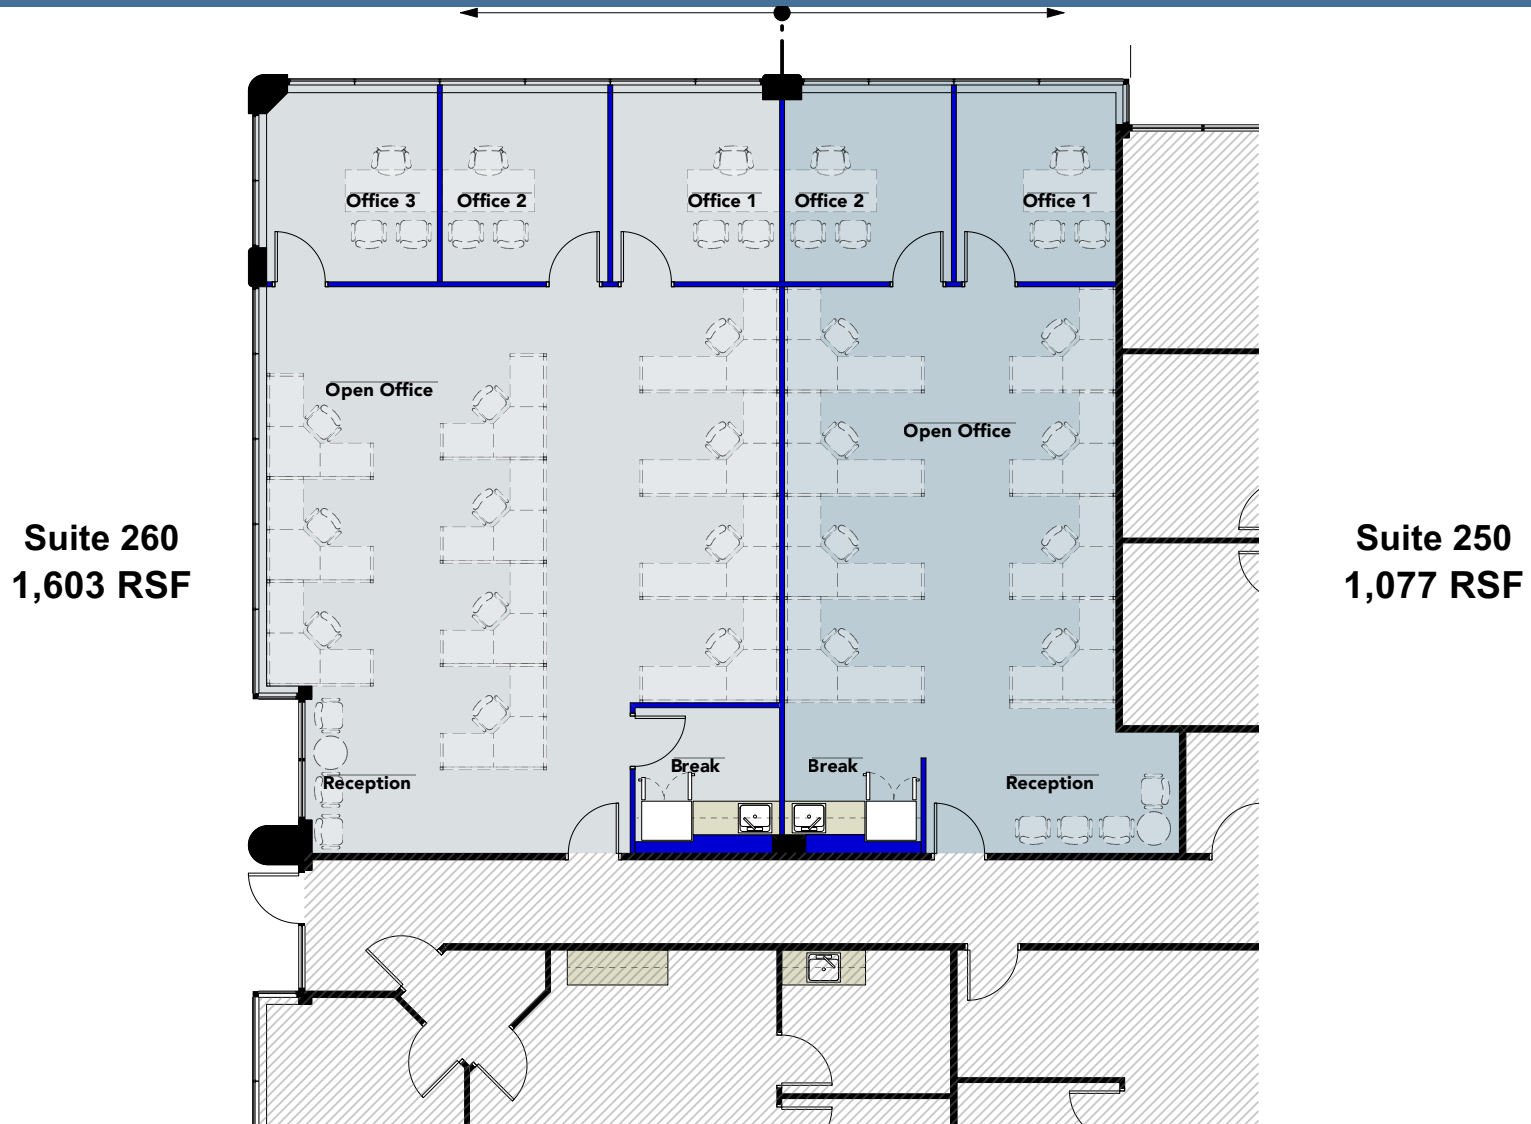 Office 3
Office 2
Office 1
Office 2
Office 1
Open Office
Open Office
Suite 260
1,603 RSF
Suite 250
1,077 RSF
Break
Break
Reception
Reception